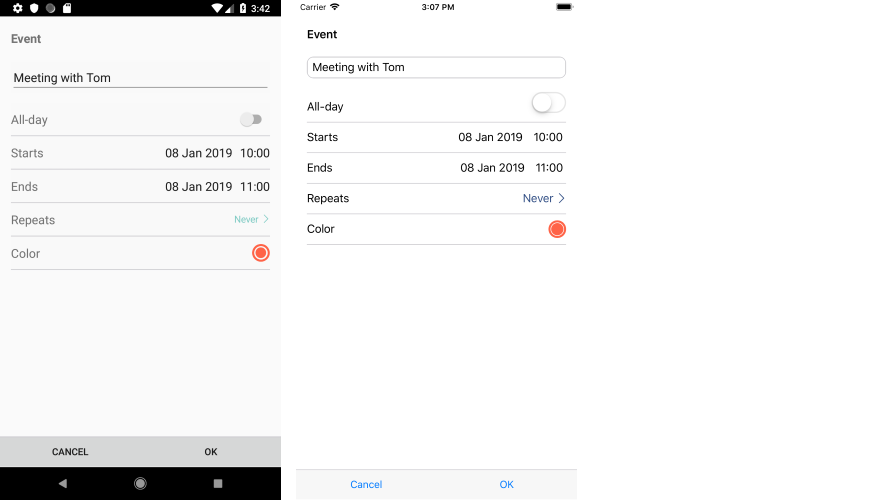 3:42
Event
Meeting with Tom
All-day
Starts 08 Jan 2019 10:00
Ends 08 Jan 2019 11:00
Repeats Never
Color
CANCEL OK
Carrier 3:07 PM
Event
Meeting with Tom
All-day
Starts 08 Jan 2019 10:00
Ends 08 Jan 2019 11:00
Repeats Never
Color
Cancel OK